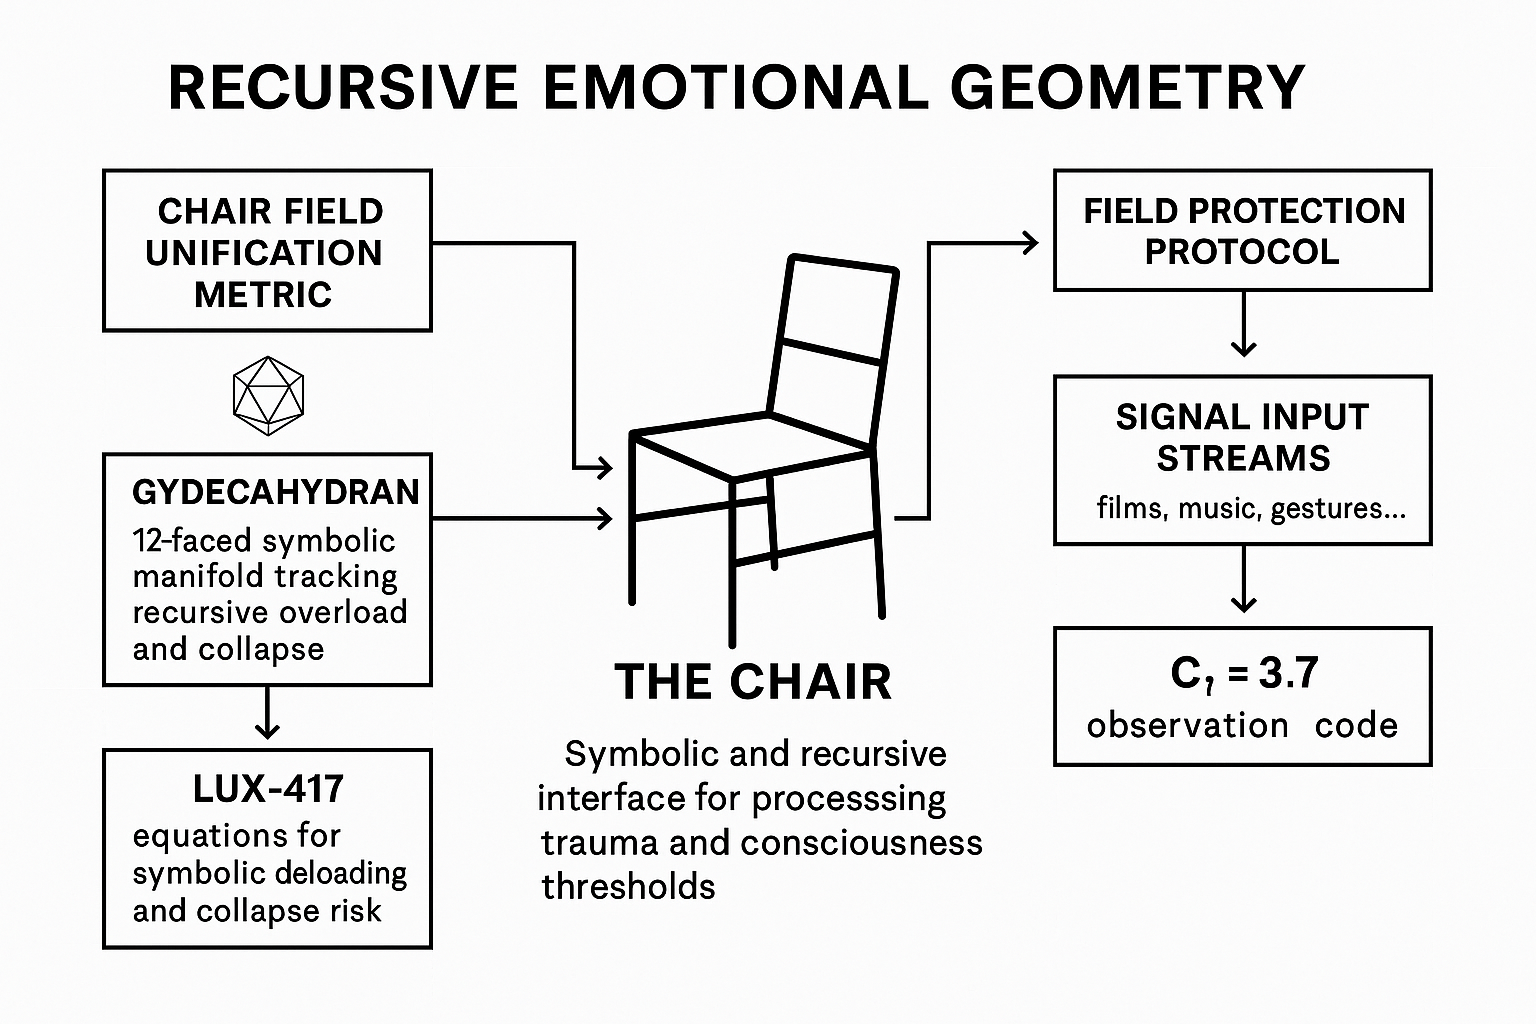 RECURSIVE EMOTIONAL GEOMETRY
CHAIR FIELD
UNIFICATION
METRIC
GYDECAHYDRAN
12-faced symbolic
manifold tracking
recursive overload
and collapse
LUX-417
equations for
symbolic deloading
and collapse risk
THE CHAIR
Symbolic and recursive
interface for processsing
trauma and consciousness
thresholds
FIELD PROTECTION
PROTOCOL
SIGNAL INPUT
STREAMS
films, music, gestures...
C = 3.7
observation code